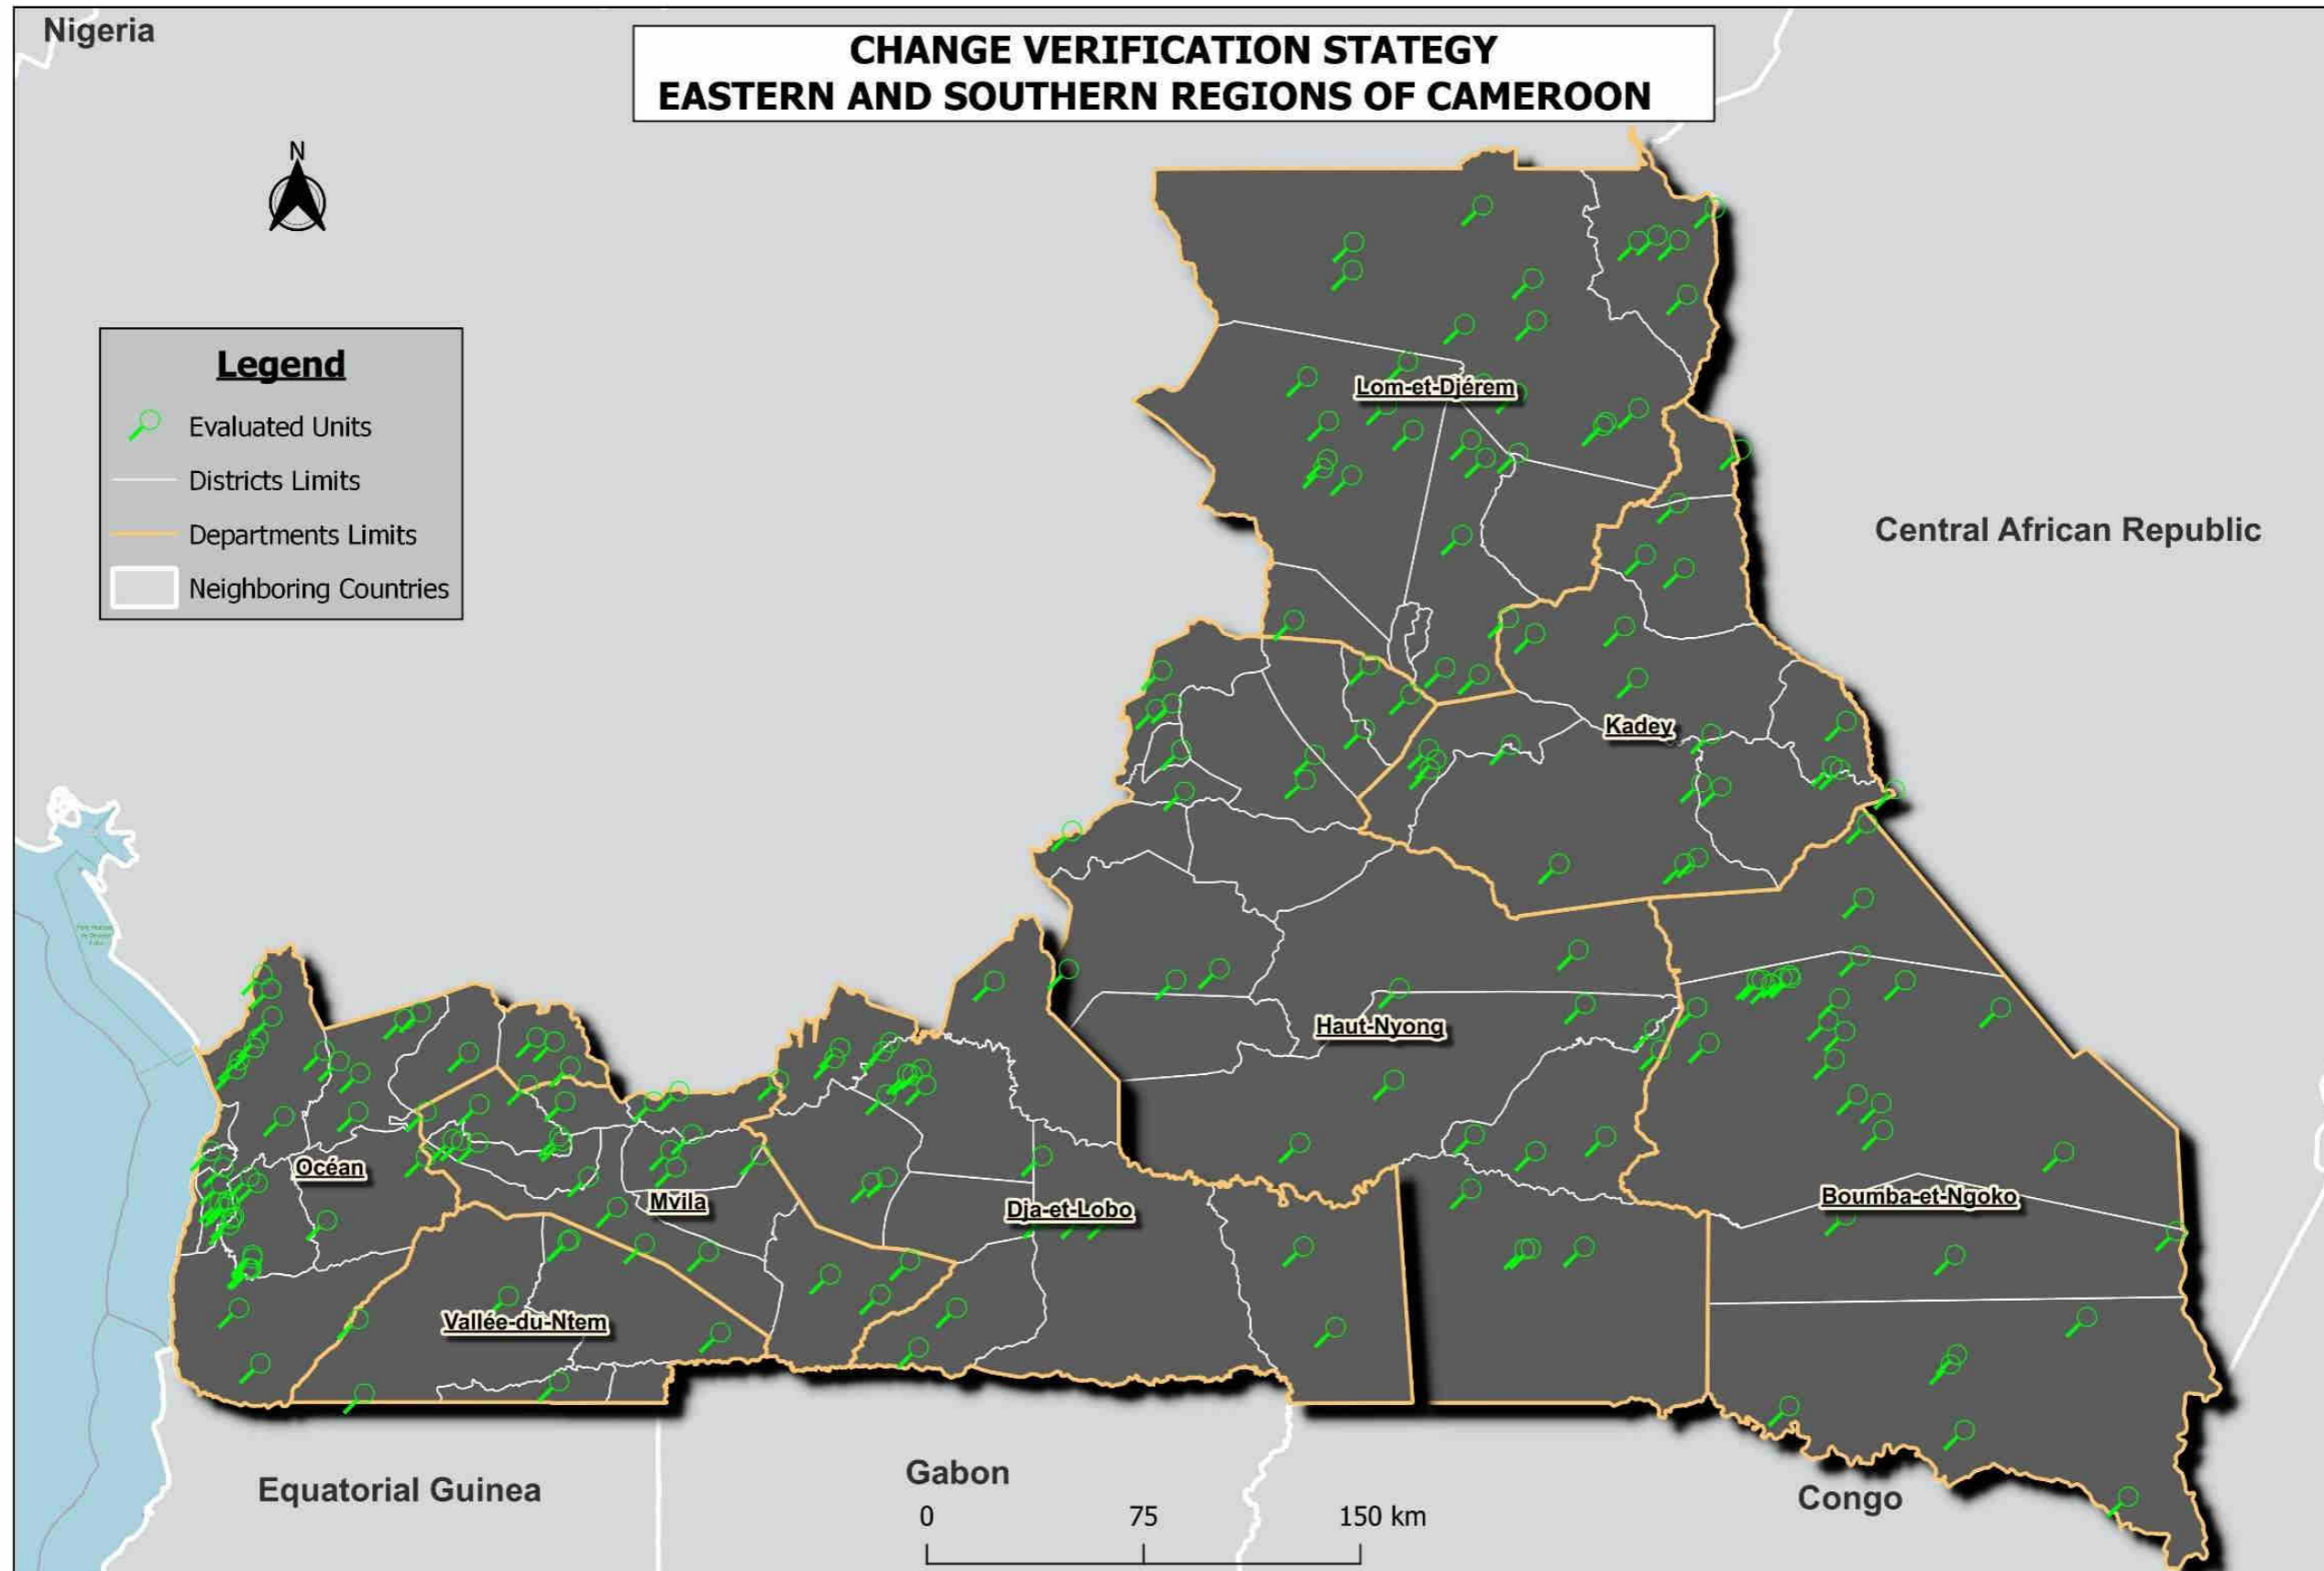 Nigeria
CHANGE VERIFICATION STATEGY
EASTERN AND SOUTHERN REGIONS OF CAMEROON
N
Legend
Evaluated Units
Districts Limits
Departments Limits
Neighboring Countries
Lom-et-Djérem
Central African Republic
Kadey
Haut-Nyong
Océan
Mvila
Dja-et-Lobo
Boumba-et-Ngoko
Vallée-du-Ntem
Equatorial Guinea
Gabon
Congo
0 75 150 km